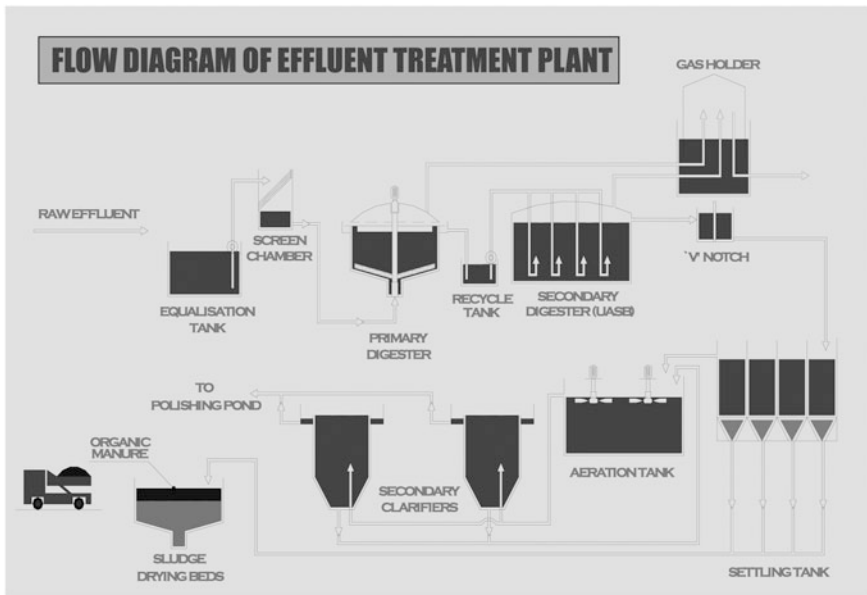 FLOW DIAGRAM OF EFFLUENT TREATMENT PLANT
GAS HOLDER
RAW EFFLUENT
SCREEN
CHAMBER
'V' NOTCH
EQUALISATION
TANK
RECYCLE
TANK
SECONDARY
DIGESTER (UASB)
PRIMARY
DIGESTER
TO
POLISHING POND
ORGANIC
MANURE
AERATION TANK
SECONDARY
CLARIFIERS
SLUDGE
DRYING BEDS
SETTLING TANK